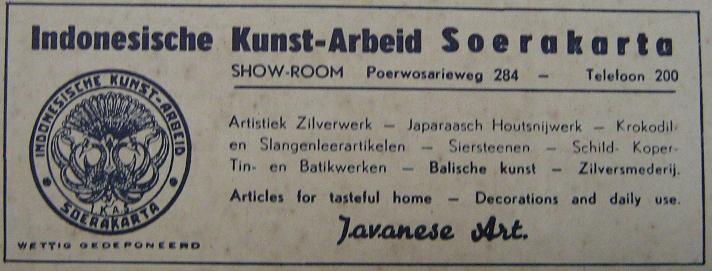 Indonesische Kunst-Arbeid Soerakarta
SHOW-ROOM Poerwosarieweg 284 — Telefoon 200
INDONESISCHE KUNST-ARBEID
I.K.A.S.
SOERAKARTA
WETTIG GEDEPONEERD
Artistiek Zilverwerk — Japaraasch Houtsnijwerk — Krokodil-
en Slangenleerartikelen — Siersteenen — Schild- Koper-
Tin- en Batikwerken — Balische kunst — Zilversmederij.
Articles for tasteful home — Decorations and daily use.
Javanese Art.